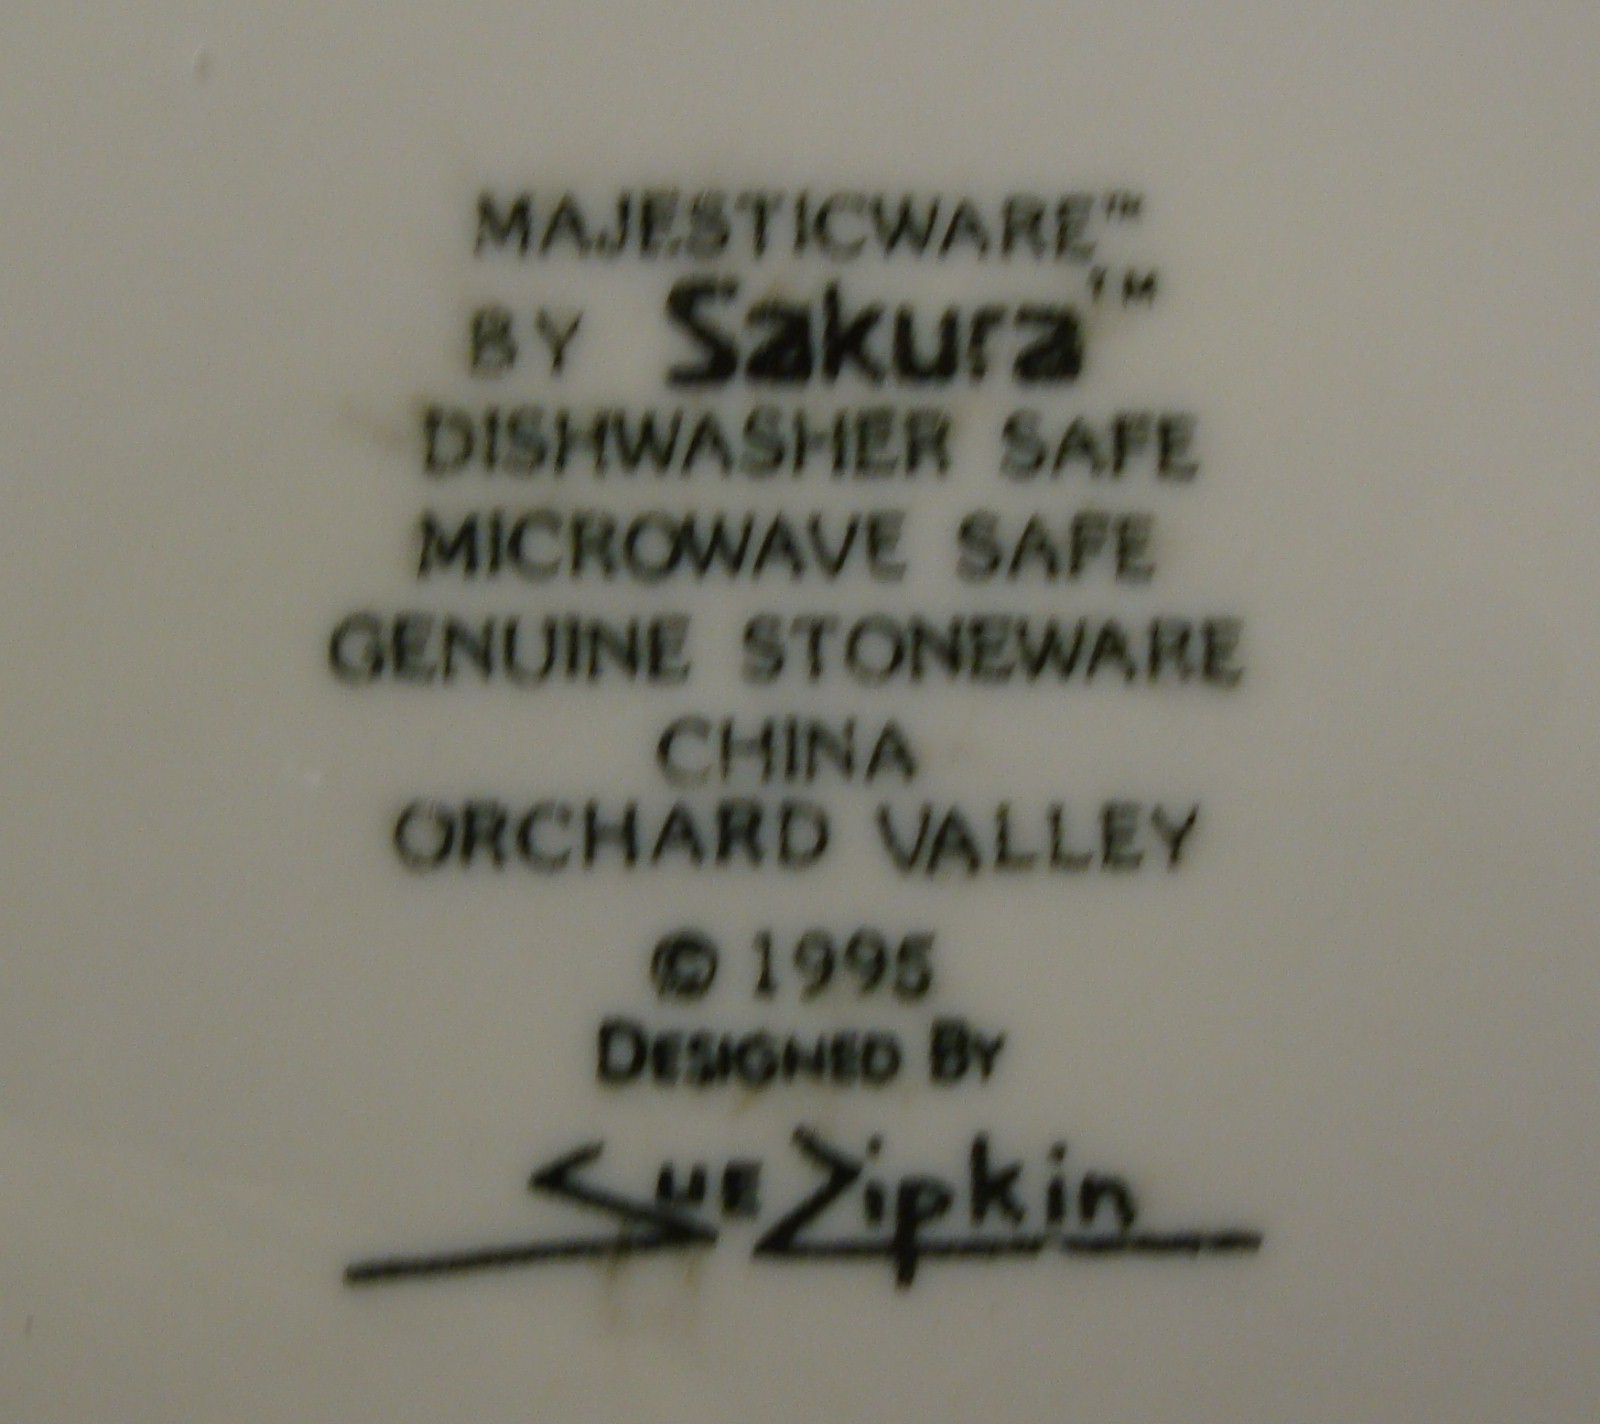 MAJESTICWARE™
BY Sakura™
DISHWASHER SAFE
MICROWAVE SAFE
GENUINE STONEWARE
CHINA
ORCHARD VALLEY
© 1995
DESIGNED BY
Sue Zipkin